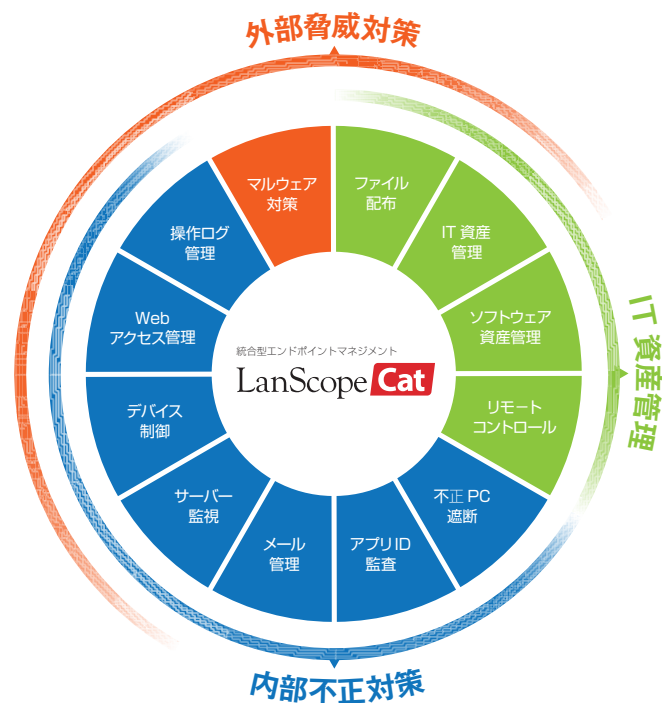 外部脅威対策
マルウェア
対策
ファイル
配布
IT 資産
管理
ソフトウェア
資産管理
リモート
コントロール
不正 PC
遮断
アプリID
監査
メール
管理
サーバー
監視
デバイス
制御
Web
アクセス管理
操作ログ
管理
統合型エンドポイントマネジメント
LanScope Cat
IT 資産管理
内部不正対策